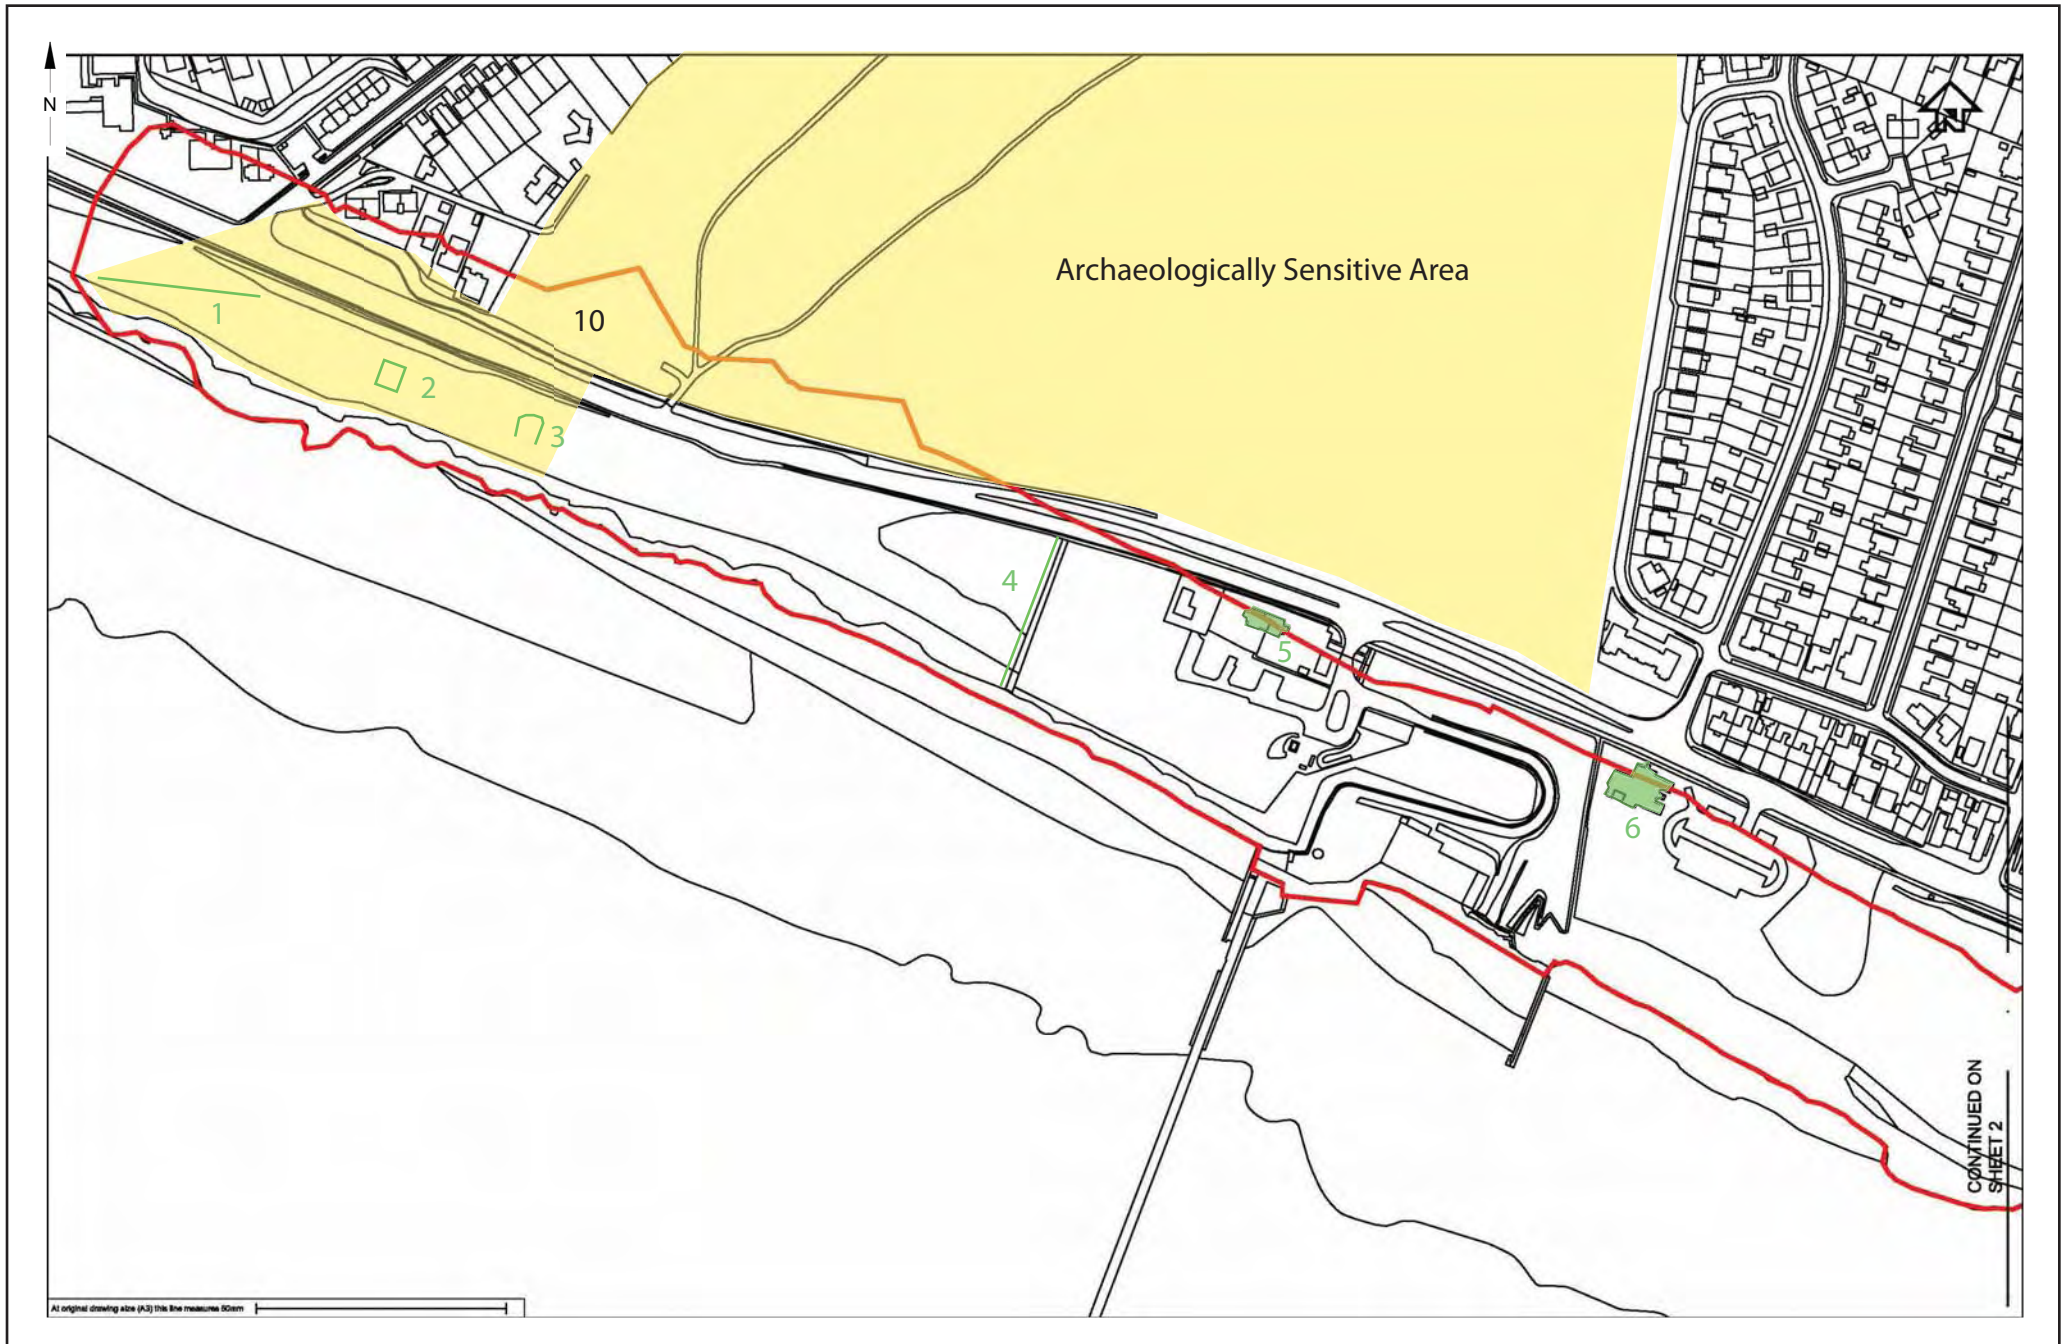 N
N
Archaeologically Sensitive Area
1
10
2
3
4
5
6
CONTINUED ON
SHEET 2
At original drawing size (A3) this line measures 50mm